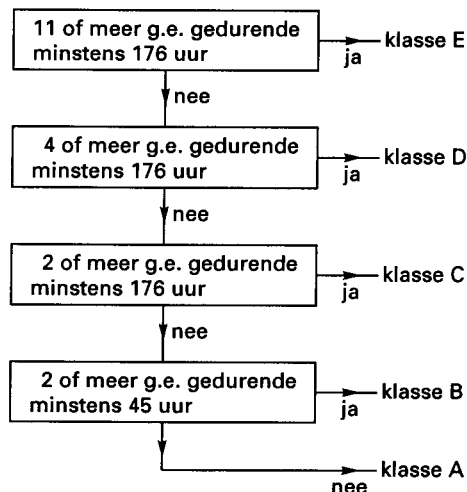 11 of meer g.e. gedurende
minstens 176 uur
ja
klasse E
nee
4 of meer g.e. gedurende
minstens 176 uur
ja
klasse D
nee
2 of meer g.e. gedurende
minstens 176 uur
ja
klasse C
nee
2 of meer g.e. gedurende
minstens 45 uur
ja
klasse B
nee
klasse A